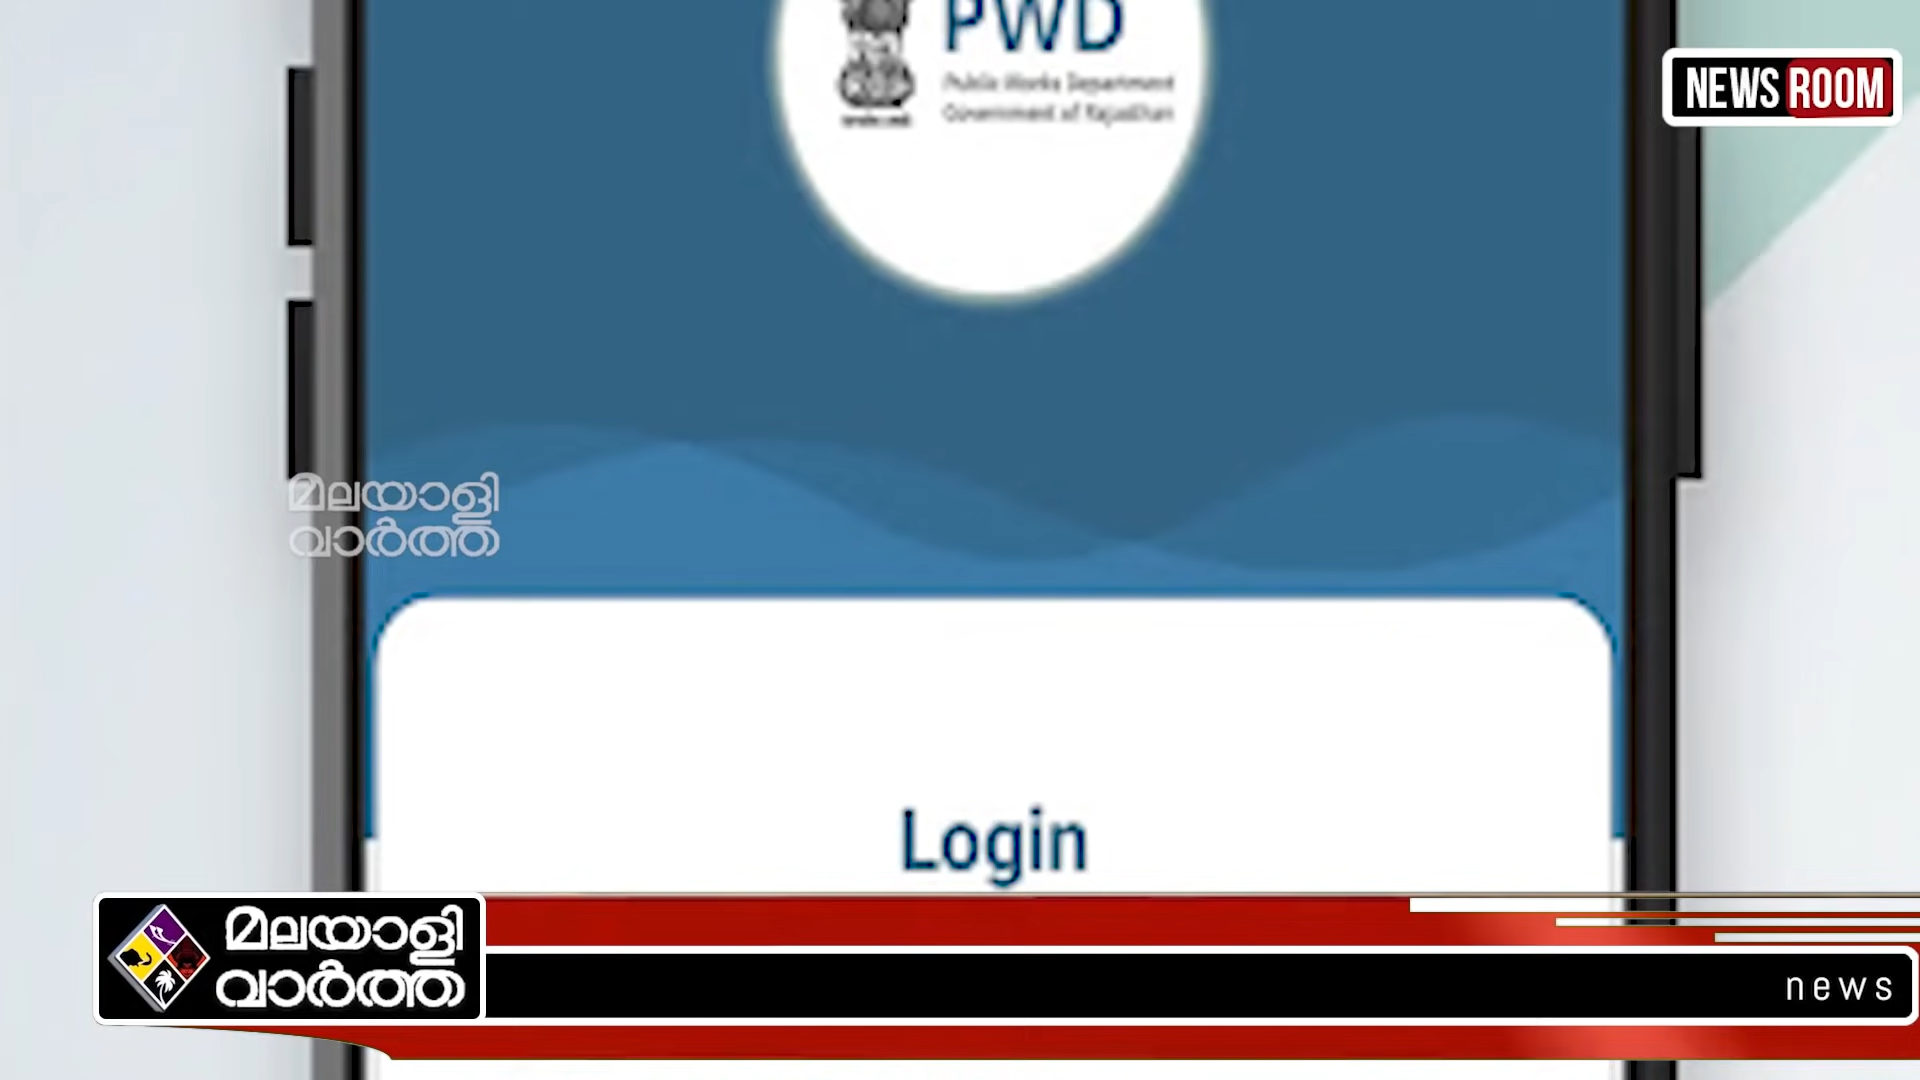 PWD
Public Works Department
Government of Rajasthan
NEWS ROOM
മലയാളി
വാർത്ത
Login
മലയാളി
വാർത്ത
news